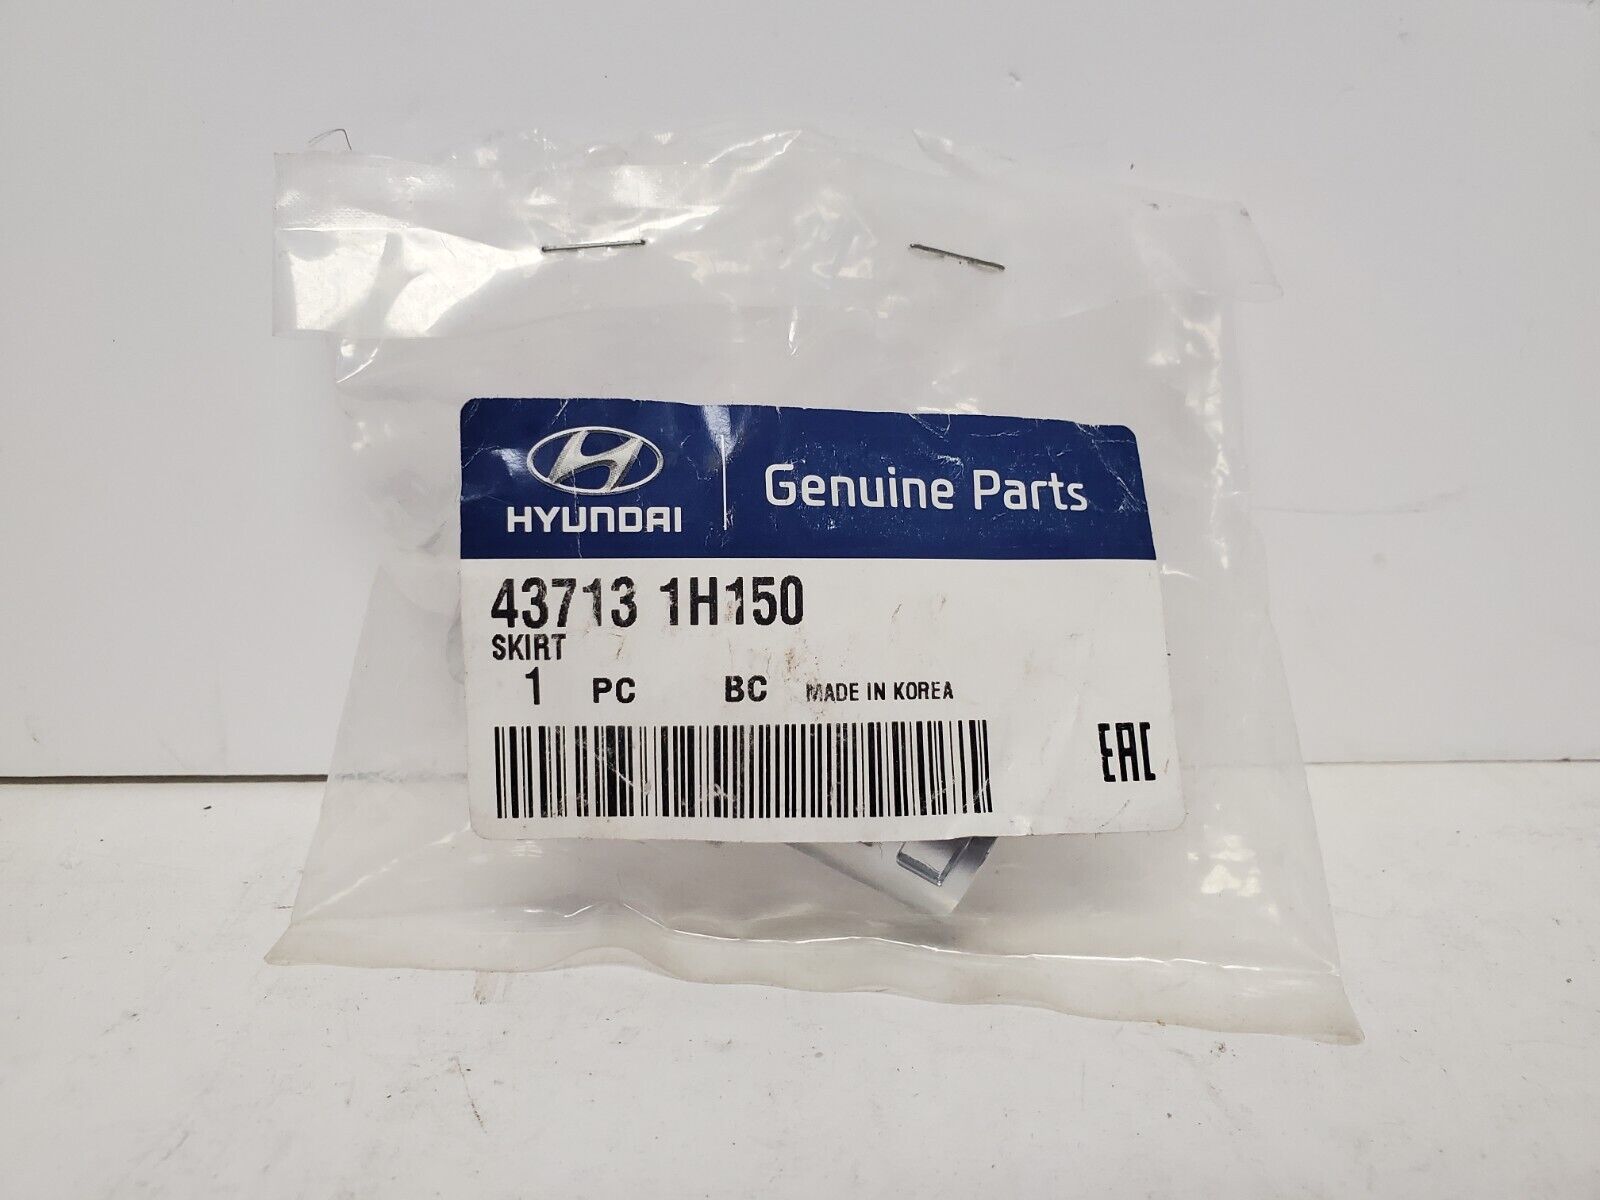 HYUNDAI
Genuine Parts
43713 1H150
SKIRT
1 PC BC MADE IN KOREA
EAC